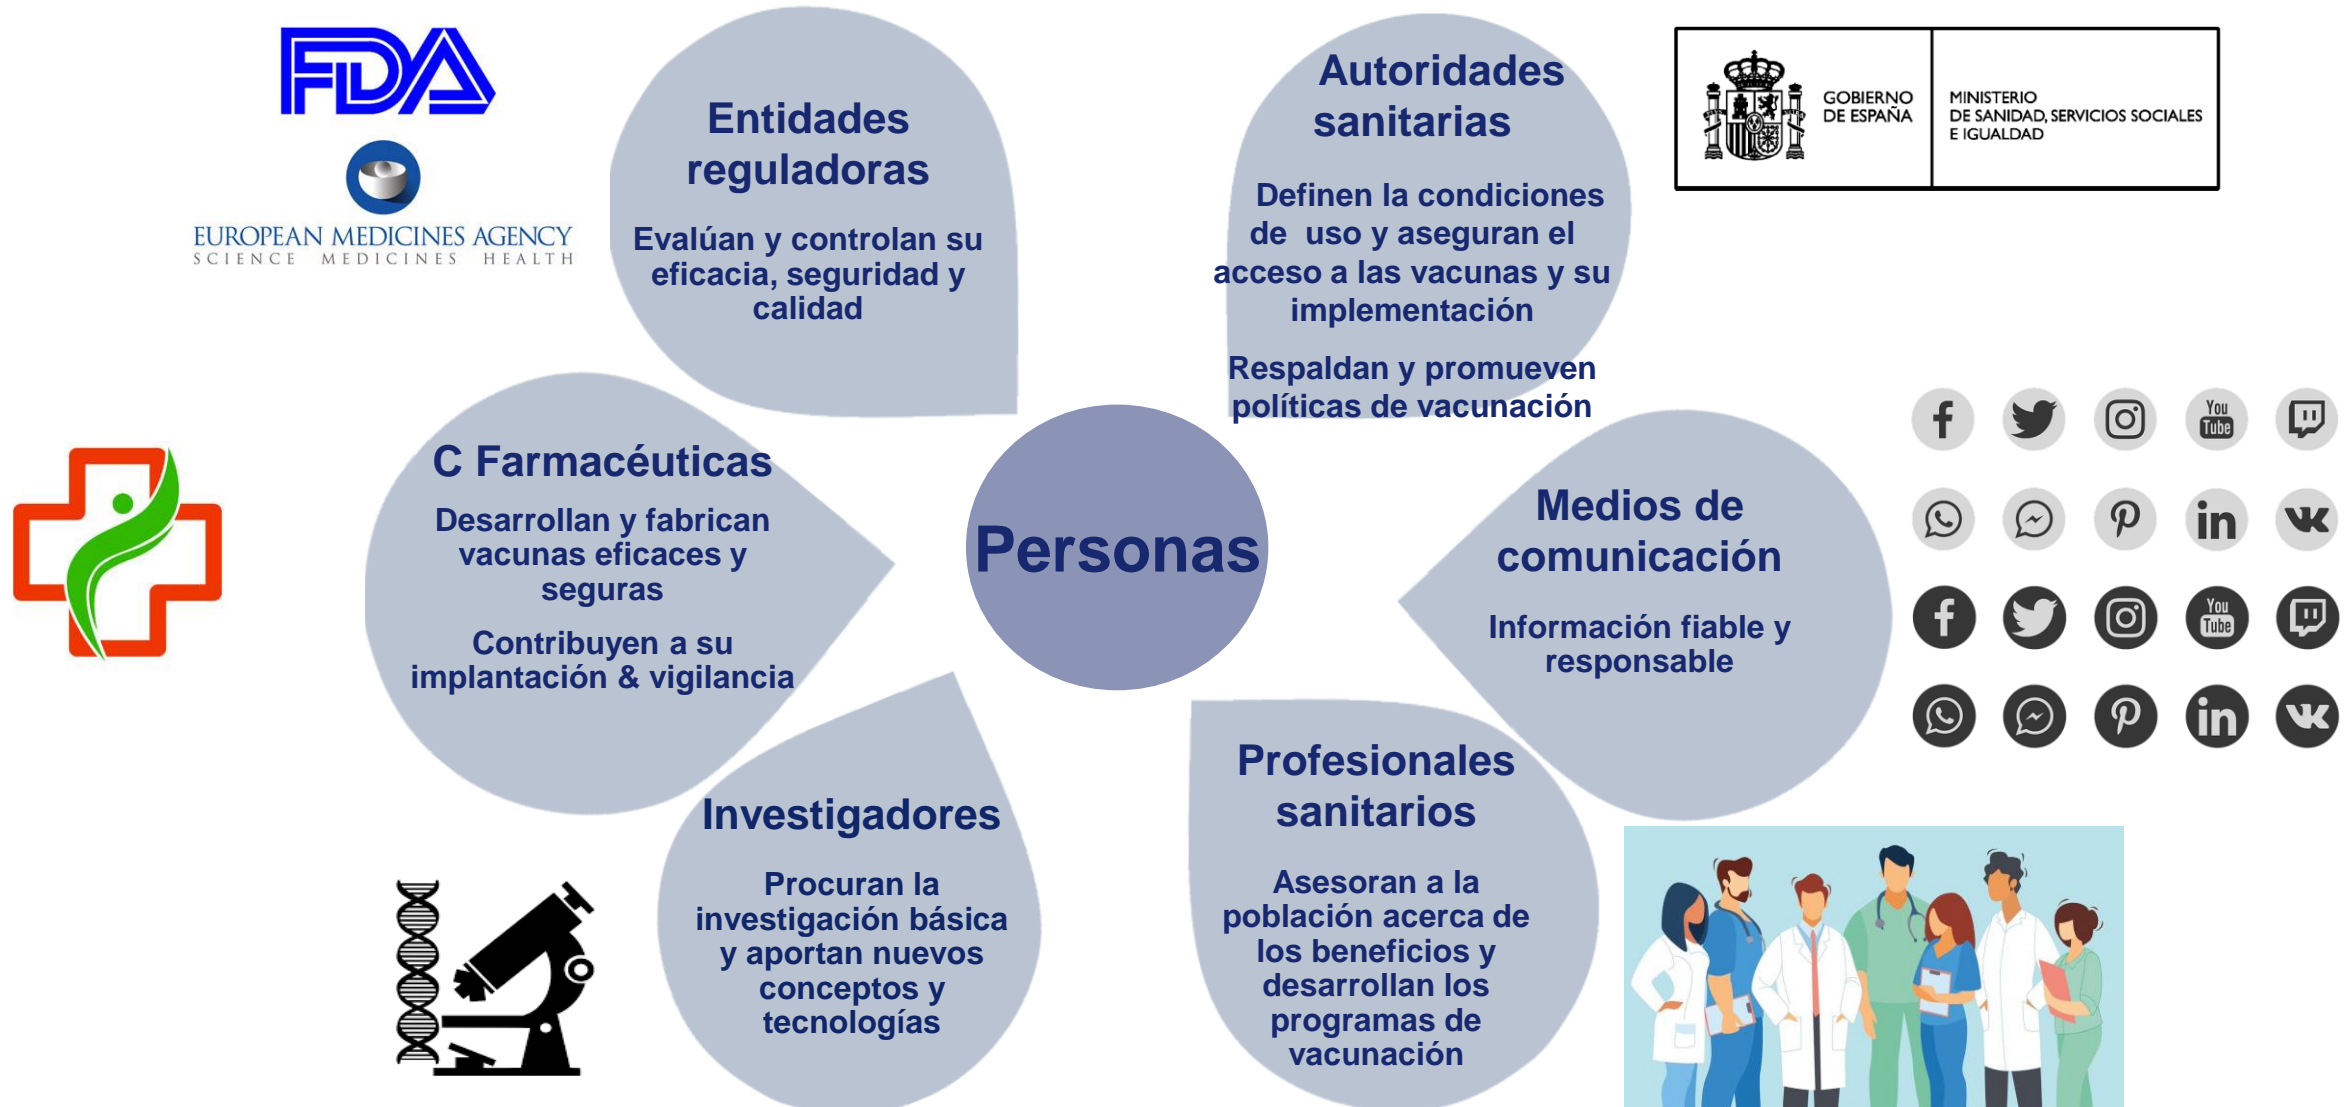 FDA
EUROPEAN MEDICINES AGENCY
SCIENCE MEDICINES HEALTH
Entidades
reguladoras
Evalúan y controlan su
eficacia, seguridad y
calidad
Autoridades
sanitarias
Definen la condiciones
de uso y aseguran el
acceso a las vacunas y su
implementación
Respaldan y promueven
políticas de vacunación
GOBIERNO
DE ESPAÑA
MINISTERIO
DE SANIDAD, SERVICIOS SOCIALES
E IGUALDAD
C Farmacéuticas
Desarrollan y fabrican
vacunas eficaces y
seguras
Contribuyen a su
implantación & vigilancia
Personas
Medios de
comunicación
Información fiable y
responsable
You
Tube
in
You
Tube
in
Investigadores
Procuran la
investigación básica
y aportan nuevos
conceptos y
tecnologías
Profesionales
sanitarios
Asesoran a la
población acerca de
los beneficios y
desarrollan los
programas de
vacunación